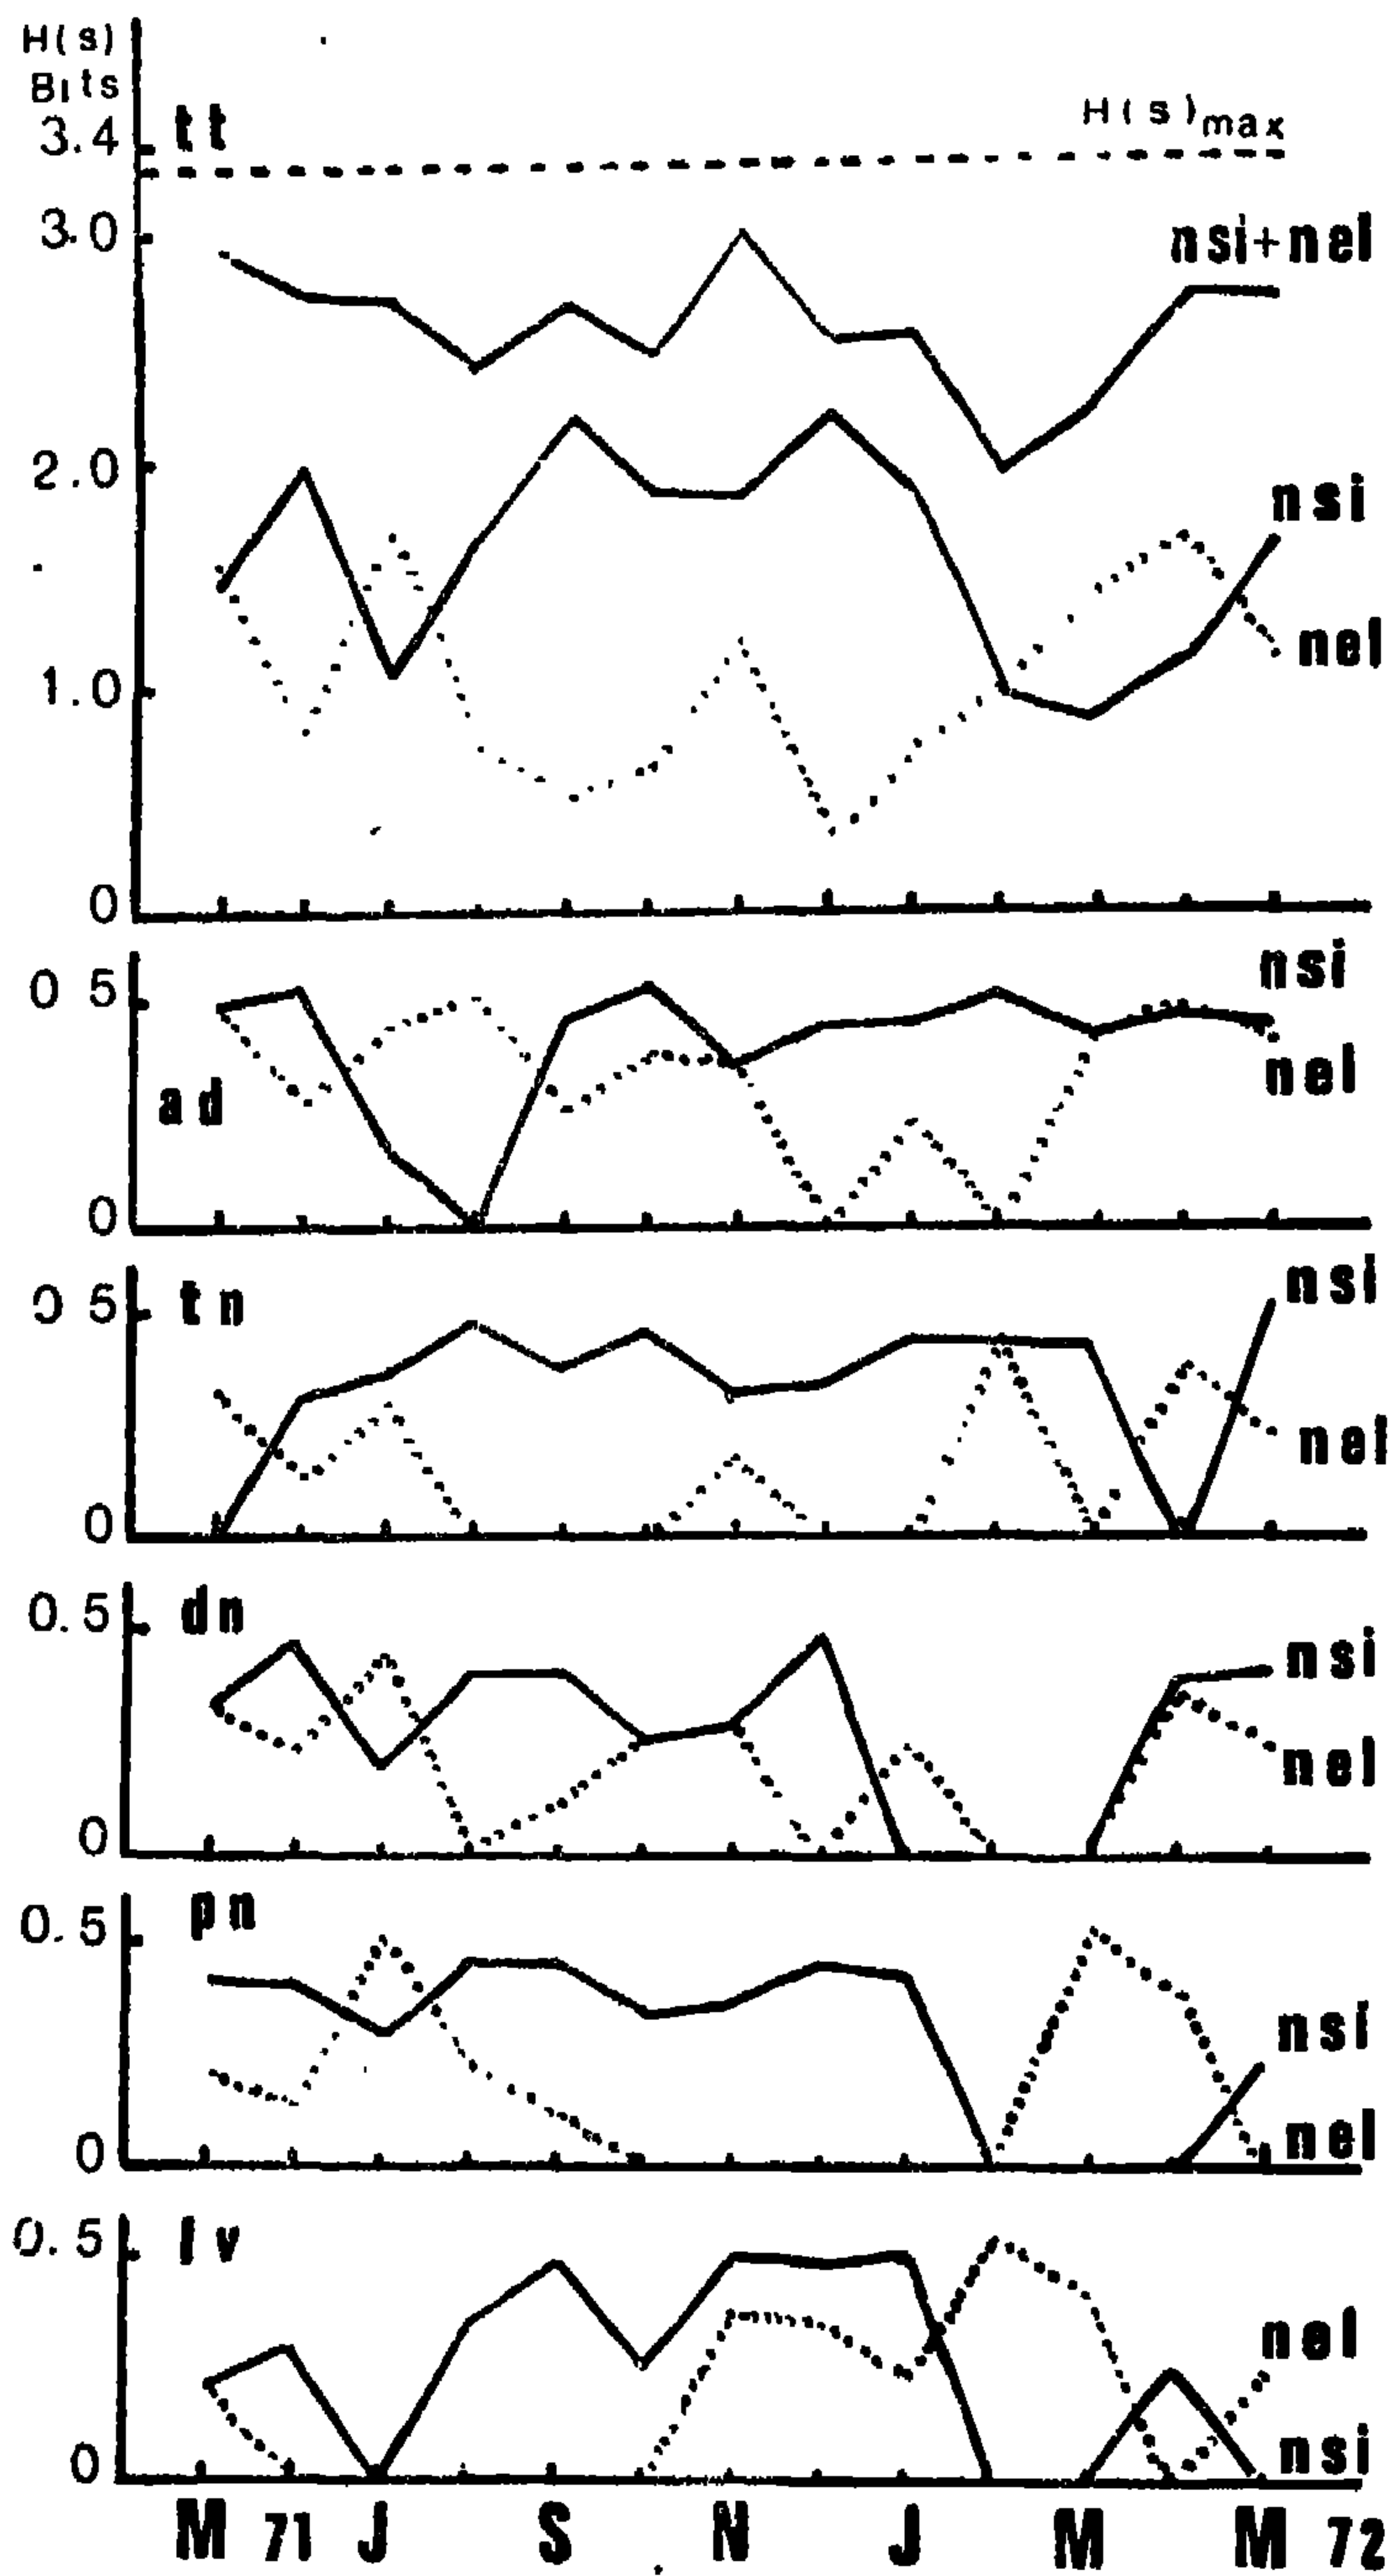 H(s)
Bits
3.4 tt H(s)max
3.0 nsi+nel
2.0 nsi
nel
1.0
0
0 5 nsi
ad nel
0
0 5 tn nsi
nel
0
0.5 dn nsi
nel
0
0.5 pn nsi
nel
0
0.5 lv nel
nsi
0
M 71 J S N J M M 72